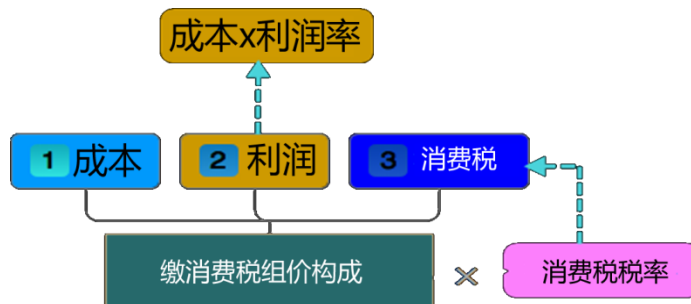 成本x利润率
1 成本
2 利润
3 消费税
缴消费税组价构成
×
消费税税率